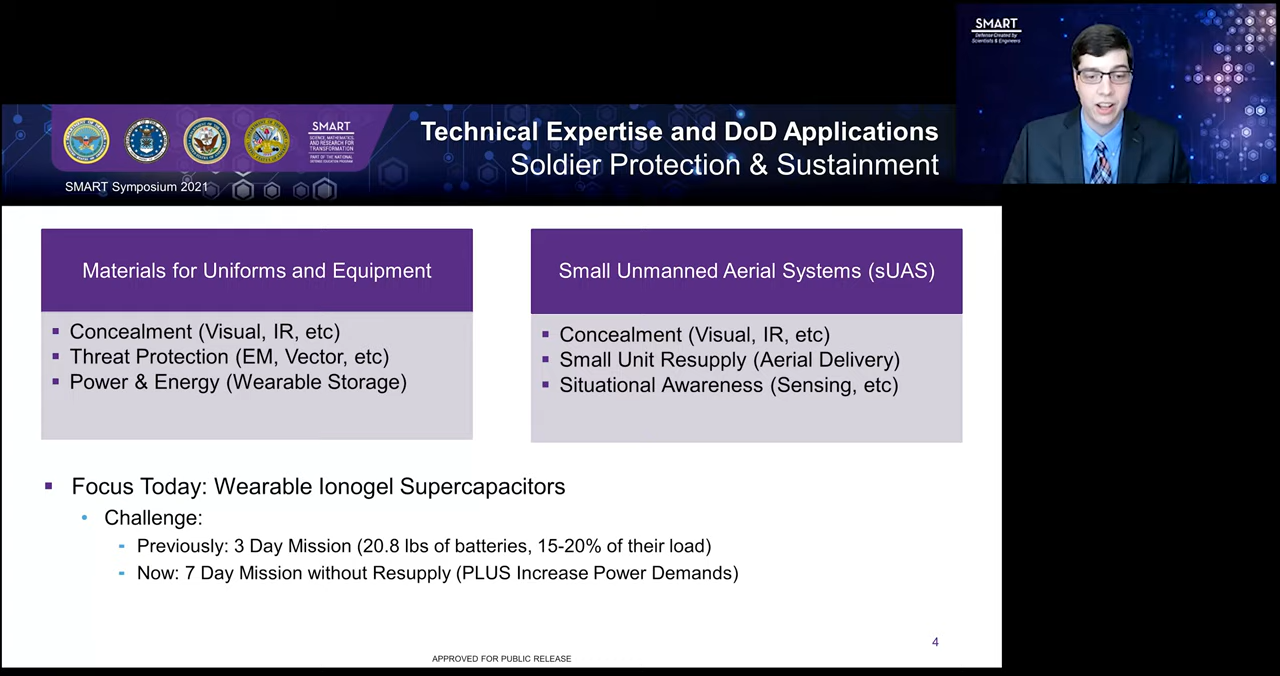 SMART
Defense Created by
Scientists & Engineers
SMART
SCIENCE, MATHEMATICS,
AND RESEARCH FOR
TRANSFORMATION
PART OF THE NATIONAL
DEFENSE EDUCATION PROGRAM
SMART Symposium 2021
Technical Expertise and DoD Applications
Soldier Protection & Sustainment
Materials for Uniforms and Equipment
▪ Concealment (Visual, IR, etc)
▪ Threat Protection (EM, Vector, etc)
▪ Power & Energy (Wearable Storage)
Small Unmanned Aerial Systems (sUAS)
▪ Concealment (Visual, IR, etc)
▪ Small Unit Resupply (Aerial Delivery)
▪ Situational Awareness (Sensing, etc)
▪ Focus Today: Wearable Ionogel Supercapacitors
• Challenge:
- Previously: 3 Day Mission (20.8 lbs of batteries, 15-20% of their load)
- Now: 7 Day Mission without Resupply (PLUS Increase Power Demands)
4
APPROVED FOR PUBLIC RELEASE